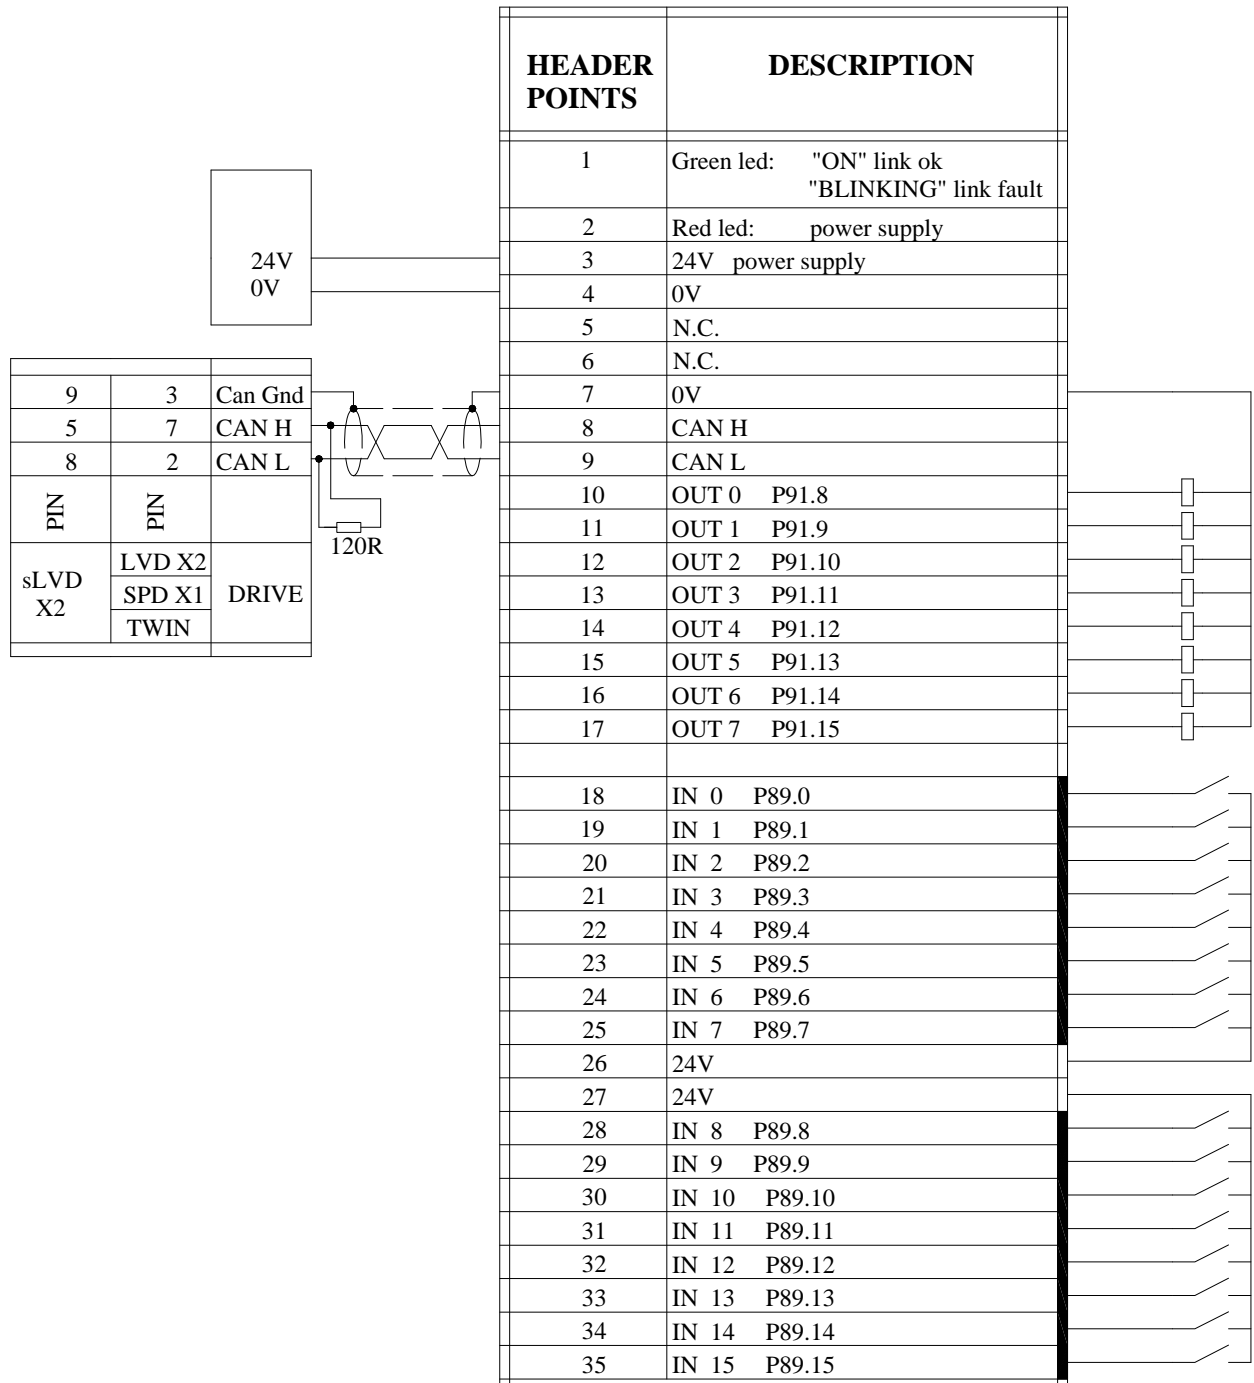 HEADER POINTS DESCRIPTION
1 Green led: "ON" link ok
"BLINKING" link fault
2 Red led: power supply
3 24V power supply
4 0V
5 N.C.
6 N.C.
7 0V
8 CAN H
9 CAN L
10 OUT 0 P91.8
11 OUT 1 P91.9
12 OUT 2 P91.10
13 OUT 3 P91.11
14 OUT 4 P91.12
15 OUT 5 P91.13
16 OUT 6 P91.14
17 OUT 7 P91.15
18 IN 0 P89.0
19 IN 1 P89.1
20 IN 2 P89.2
21 IN 3 P89.3
22 IN 4 P89.4
23 IN 5 P89.5
24 IN 6 P89.6
25 IN 7 P89.7
26 24V
27 24V
28 IN 8 P89.8
29 IN 9 P89.9
30 IN 10 P89.10
31 IN 11 P89.11
32 IN 12 P89.12
33 IN 13 P89.13
34 IN 14 P89.14
35 IN 15 P89.15
24V
0V
9 3 Can Gnd
5 7 CAN H
8 2 CAN L
PIN PIN
sLVD X2
LVD X2
SPD X1
TWIN
DRIVE
120R